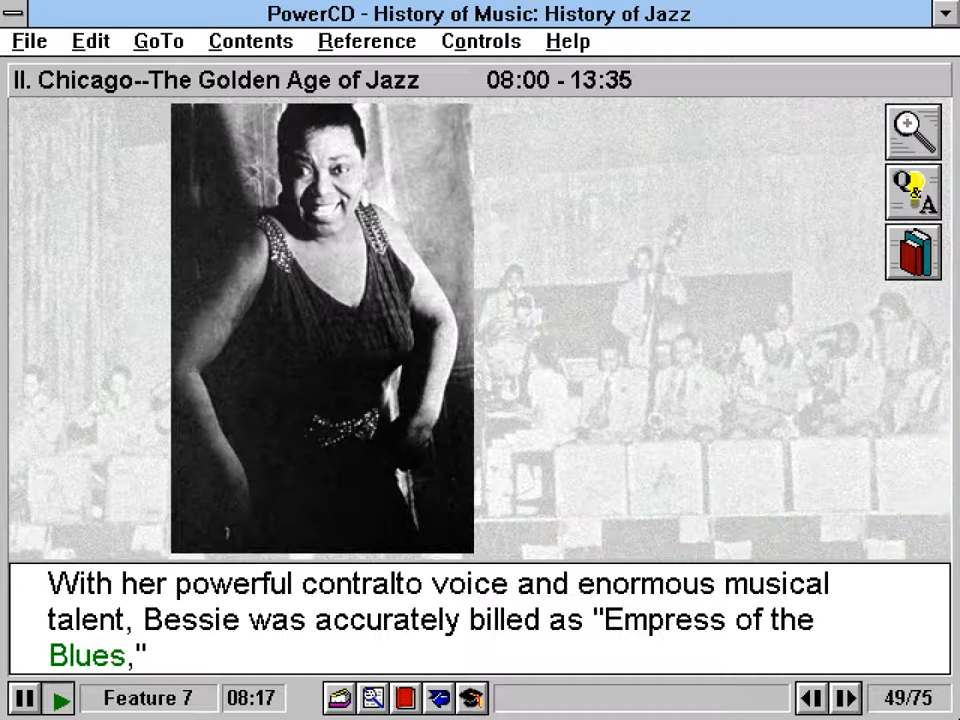 PowerCD - History of Music: History of Jazz
File Edit GoTo Contents Reference Controls Help
II. Chicago--The Golden Age of Jazz 08:00 - 13:35
Q&A
With her powerful contralto voice and enormous musical
talent, Bessie was accurately billed as "Empress of the
Blues,"
Feature 7 08:17 49/75